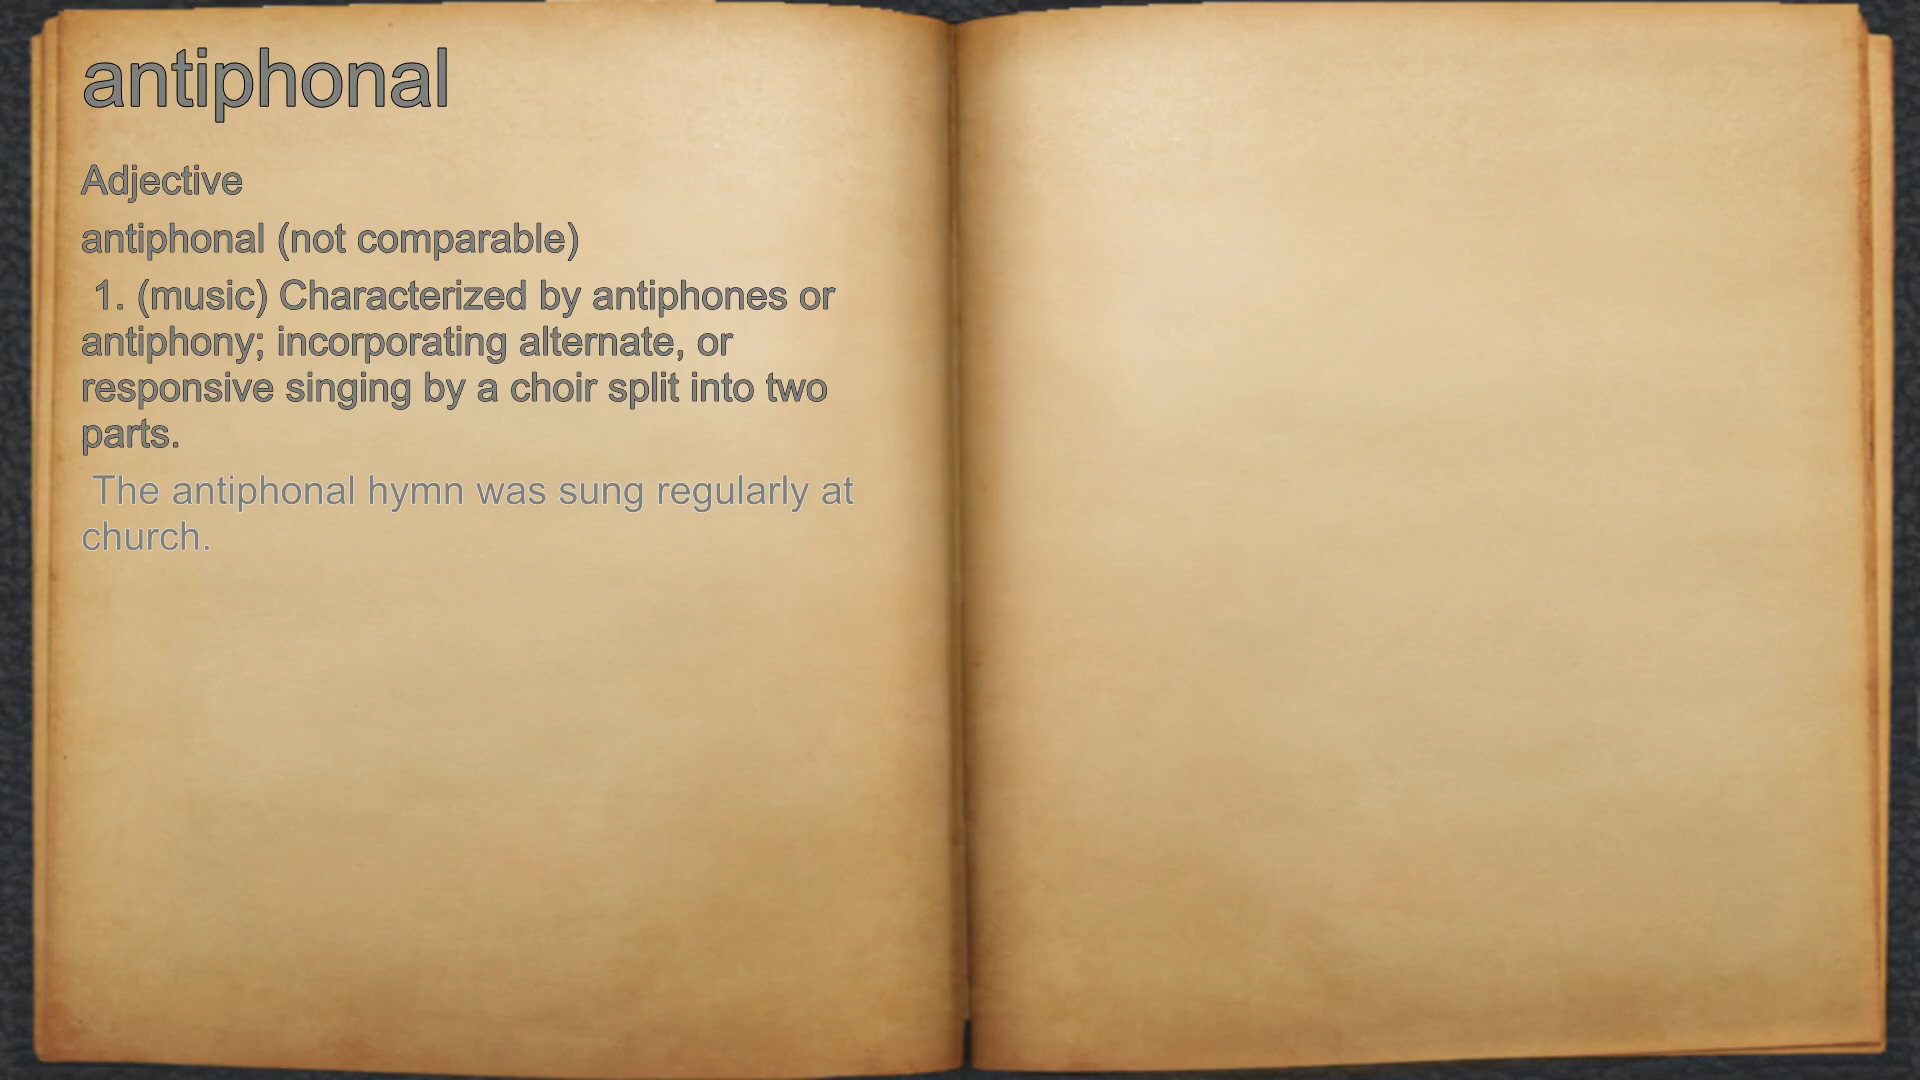 antiphonal
Adjective
antiphonal (not comparable)
1. (music) Characterized by antiphones or
antiphony; incorporating alternate, or
responsive singing by a choir split into two
parts.
The antiphonal hymn was sung regularly at
church.